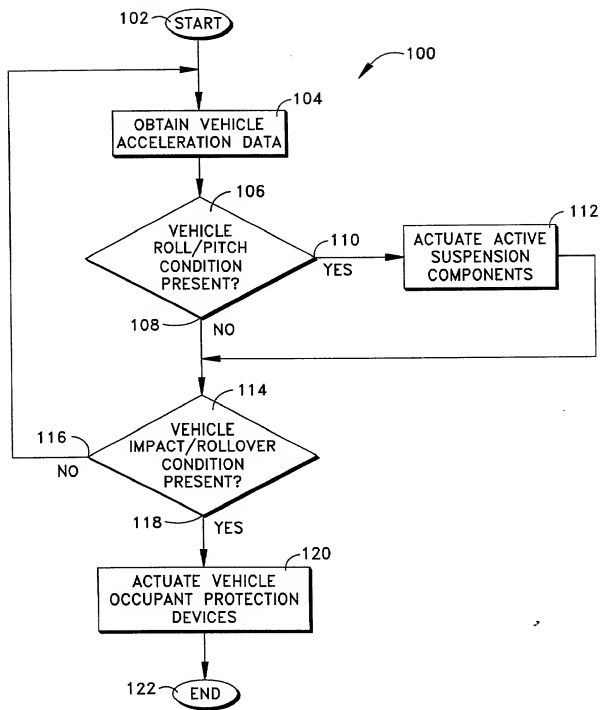 102
START
100
104
OBTAIN VEHICLE
ACCELERATION DATA
106
VEHICLE
ROLL/PITCH
CONDITION
PRESENT?
110
YES
112
ACTUATE ACTIVE
SUSPENSION
COMPONENTS
108
NO
114
VEHICLE
IMPACT/ROLLOVER
CONDITION
PRESENT?
116
NO
118
YES
120
ACTUATE VEHICLE
OCCUPANT PROTECTION
DEVICES
122
END